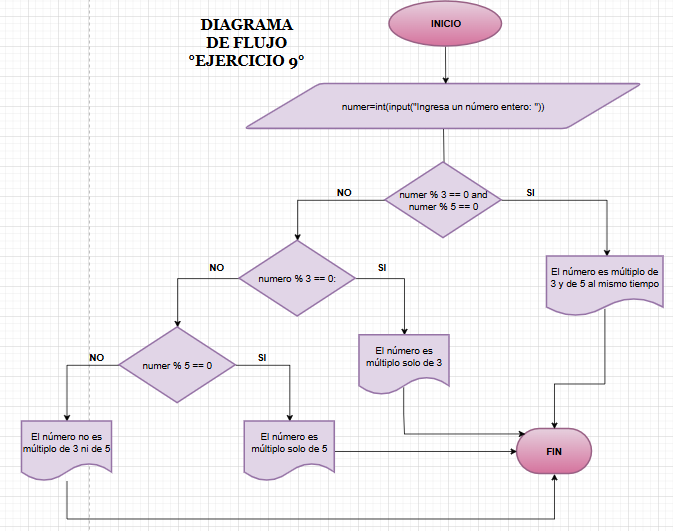 DIAGRAMA
DE FLUJO
°EJERCICIO 9°
INICIO
numer=int(input("Ingresa un número entero: "))
numer % 3 == 0 and
numer % 5 == 0
NO
SI
El número es múltiplo de
3 y de 5 al mismo tiempo
numero % 3 == 0:
NO
SI
El número es
múltiplo solo de 3
numer % 5 == 0
NO
SI
El número no es
múltiplo de 3 ni de 5
El número es
múltiplo solo de 5
FIN